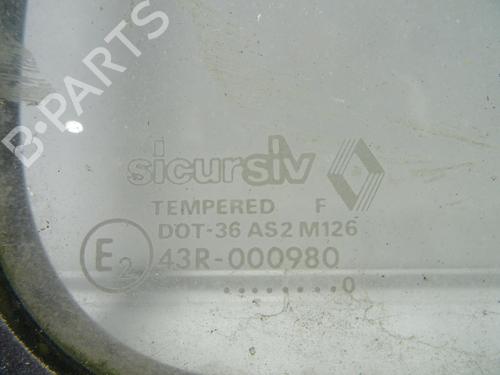 B-PARTS
sicursiv
TEMPERED F
DOT-36 AS2 M126
E2 43R-000980
........0